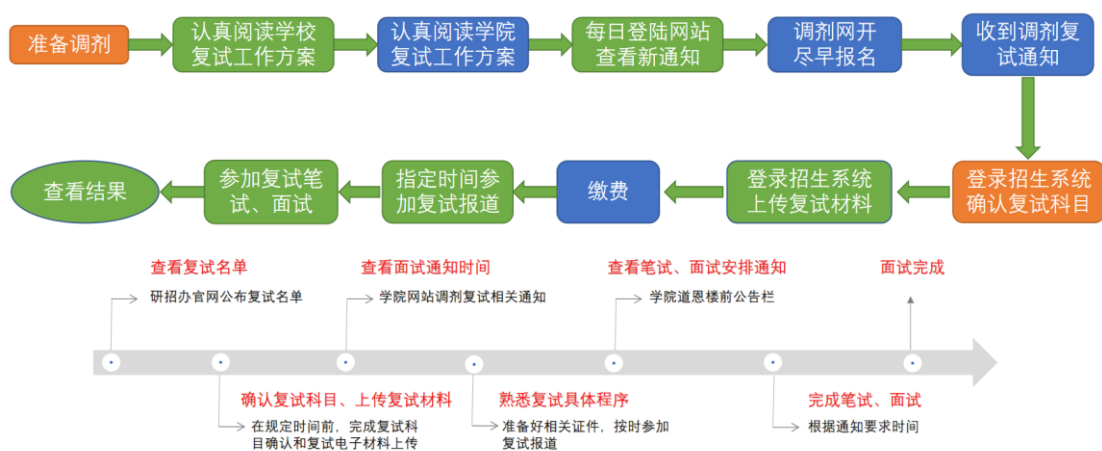 准备调剂
认真阅读学校
复试工作方案
认真阅读学院
复试工作方案
每日登陆网站
查看新通知
调剂网开
尽早报名
收到调剂复
试通知
登录招生系统
确认复试科目
登录招生系统
上传复试材料
缴费
指定时间参
加复试报道
参加复试笔
试、面试
查看结果
查看复试名单
研招办官网公布复试名单
查看面试通知时间
学院网站调剂复试相关通知
查看笔试、面试安排通知
学院道恩楼前公告栏
面试完成
确认复试科目、上传复试材料
在规定时间前，完成复试科
目确认和复试电子材料上传
熟悉复试具体程序
准备好相关证件，按时参加
复试报道
完成笔试、面试
根据通知要求时间